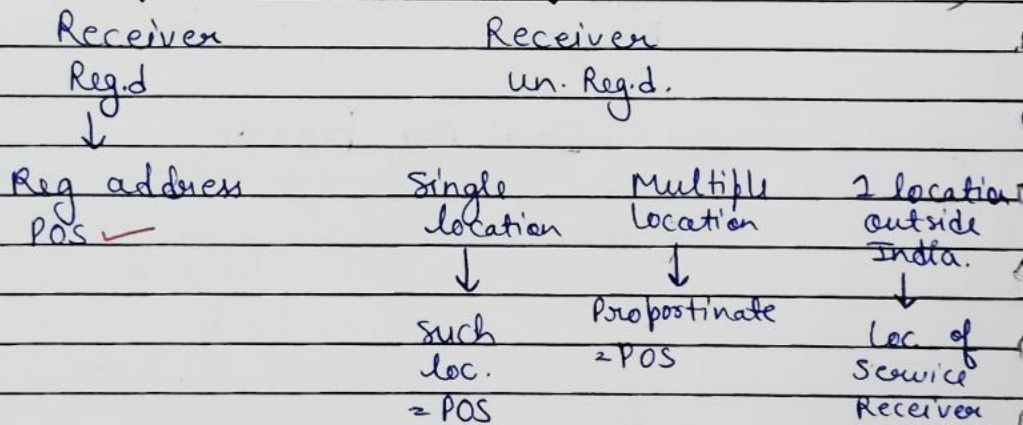 Receiver Receiver
Reg.d un. Reg.d.
Reg address Single Multiple 1 location
POS location Location outside
India.
such Propostinate Loc of
loc. = POS Service
= POS Receiver